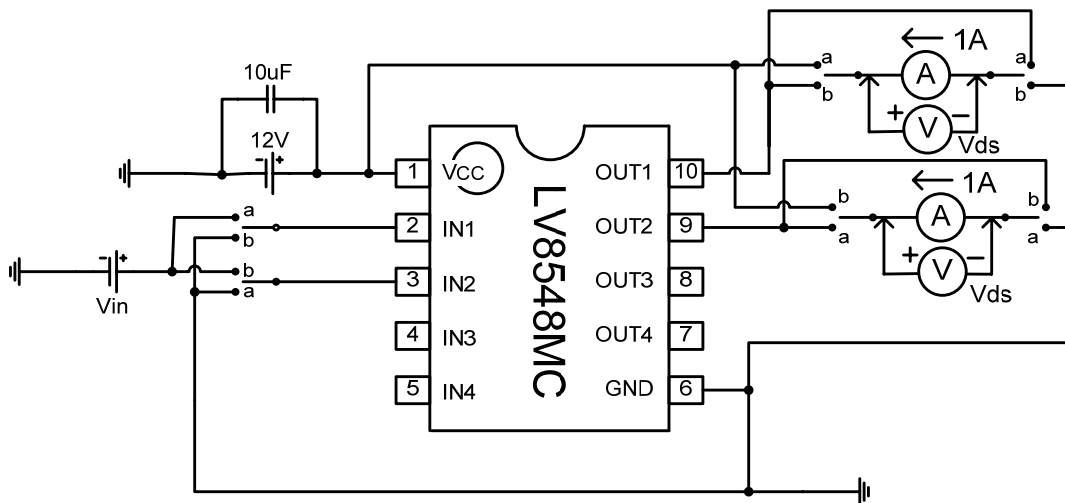 ← 1A
a
b
A
a
b
+
V
−
Vds
10uF
12V
- +
1
VCC
OUT1
10
← 1A
b
a
A
b
a
+
V
−
Vds
a
b
2
IN1
OUT2
9
- +
Vin
b
a
3
IN2
OUT3
8
4
IN3
OUT4
7
5
IN4
GND
6
LV8548MC